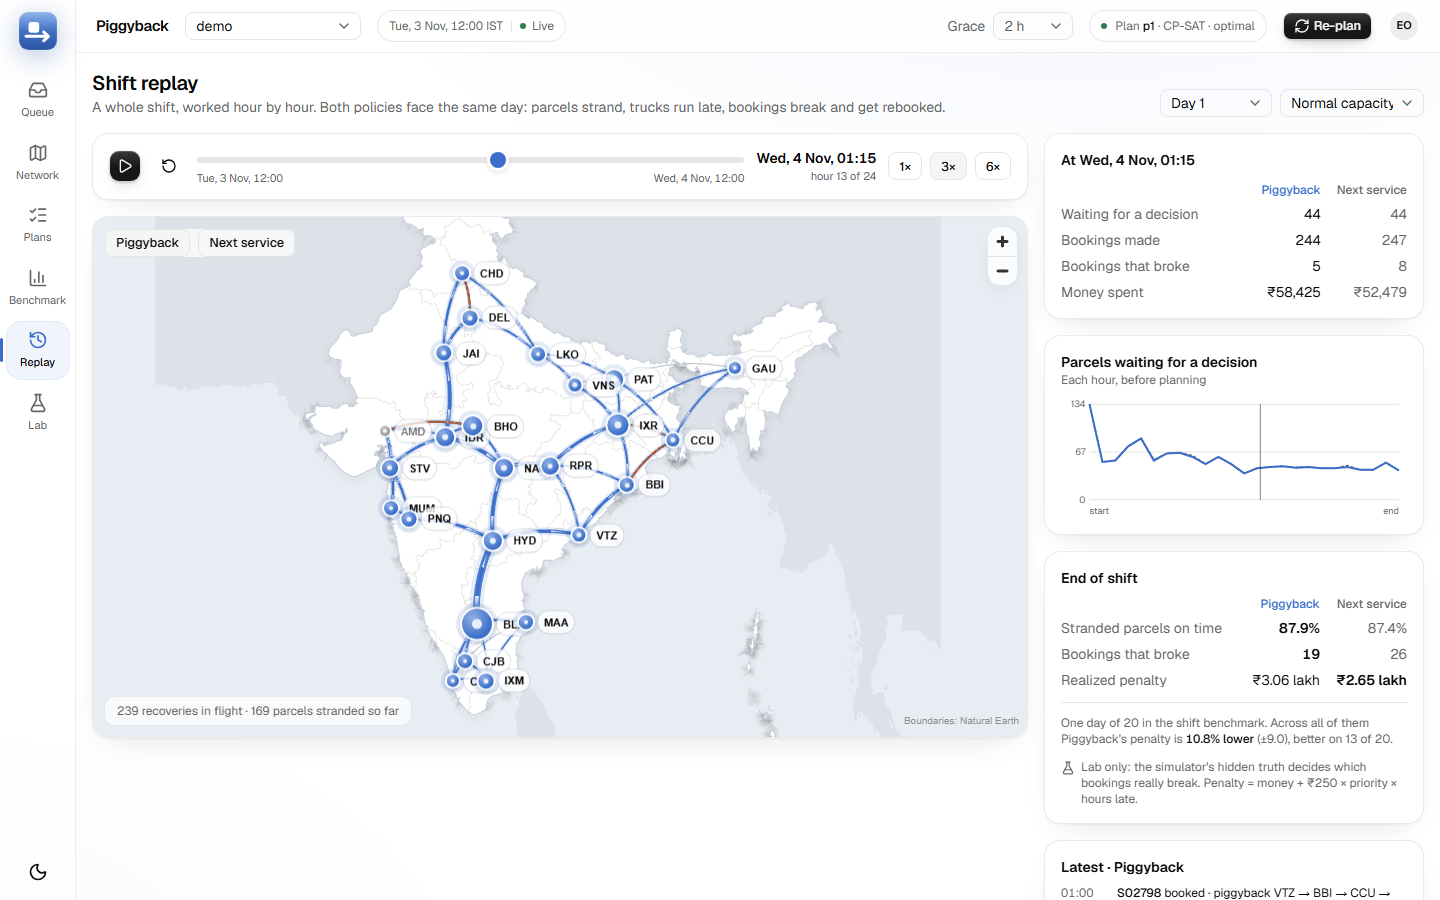 Piggyback
demo
Tue, 3 Nov, 12:00 IST
Live
Grace
2 h
Plan p1 · CP-SAT · optimal
Re-plan
EO
Queue
Network
Plans
Benchmark
Replay
Lab
Shift replay
A whole shift, worked hour by hour. Both policies face the same day: parcels strand, trucks run late, bookings break and get rebooked.
Day 1
Normal capacity
Tue, 3 Nov, 12:00
Wed, 4 Nov, 12:00
Wed, 4 Nov, 01:15
hour 13 of 24
1×
3×
6×
Piggyback
Next service
+
−
CHD
DEL
JAI
LKO
VNS
PAT
GAU
AMD
BHO
IDR
IXR
CCU
STV
NA
RPR
BBI
MUM
PNQ
HYD
VTZ
BL
MAA
CJB
C
IXM
239 recoveries in flight · 169 parcels stranded so far
Boundaries: Natural Earth
At Wed, 4 Nov, 01:15
Piggyback Next service
Waiting for a decision 44 44
Bookings made 244 247
Bookings that broke 5 8
Money spent ₹58,425 ₹52,479
Parcels waiting for a decision
Each hour, before planning
134
67
0
start
end
End of shift
Piggyback Next service
Stranded parcels on time 87.9% 87.4%
Bookings that broke 19 26
Realized penalty ₹3.06 lakh ₹2.65 lakh
One day of 20 in the shift benchmark. Across all of them
Piggyback's penalty is 10.8% lower (±9.0), better on 13 of 20.
Lab only: the simulator's hidden truth decides which
bookings really break. Penalty = money + ₹250 × priority ×
hours late.
Latest · Piggyback
01:00 S02798 booked · piggyback VTZ → BBI → CCU →